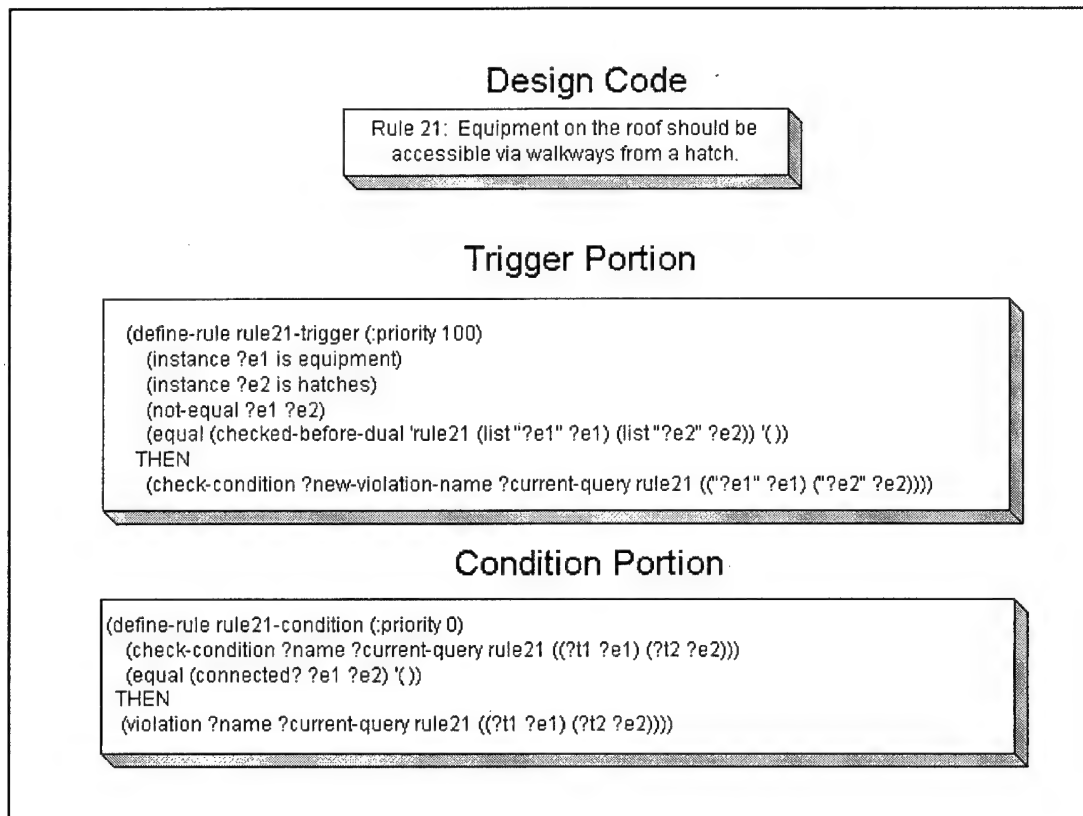 Design Code
Rule 21: Equipment on the roof should be
accessible via walkways from a hatch.
Trigger Portion
(define-rule rule21-trigger (:priority 100)
(instance ?e1 is equipment)
(instance ?e2 is hatches)
(not-equal ?e1 ?e2)
(equal (checked-before-dual 'rule21 (list "?e1" ?e1) (list "?e2" ?e2)) '())
THEN
(check-condition ?new-violation-name ?current-query rule21 (("?e1" ?e1) ("?e2" ?e2))))
Condition Portion
(define-rule rule21-condition (:priority 0)
(check-condition ?name ?current-query rule21 ((?t1 ?e1) (?t2 ?e2)))
(equal (connected? ?e1 ?e2) '())
THEN
(violation ?name ?current-query rule21 ((?t1 ?e1) (?t2 ?e2))))